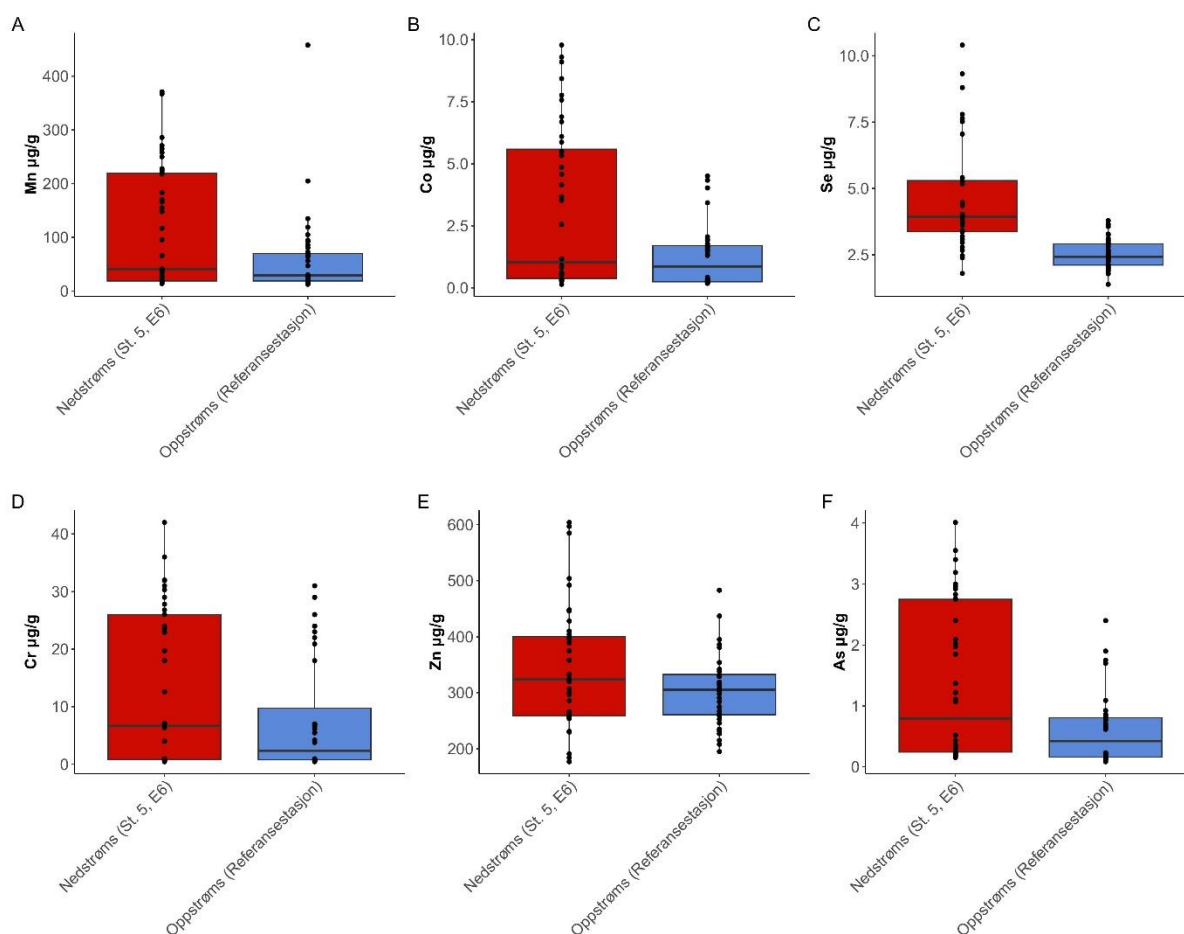 A
Mn µg/g
400
300
200
100
0
Nedstrøms (St. 5, E6)
Oppstrøms (Referansestasjon)
B
Co µg/g
10.0
7.5
5.0
2.5
0.0
Nedstrøms (St. 5, E6)
Oppstrøms (Referansestasjon)
C
Se µg/g
10.0
7.5
5.0
2.5
Nedstrøms (St. 5, E6)
Oppstrøms (Referansestasjon)
D
Cr µg/g
40
30
20
10
0
Nedstrøms (St. 5, E6)
Oppstrøms (Referansestasjon)
E
Zn µg/g
600
500
400
300
200
Nedstrøms (St. 5, E6)
Oppstrøms (Referansestasjon)
F
As µg/g
4
3
2
1
0
Nedstrøms (St. 5, E6)
Oppstrøms (Referansestasjon)